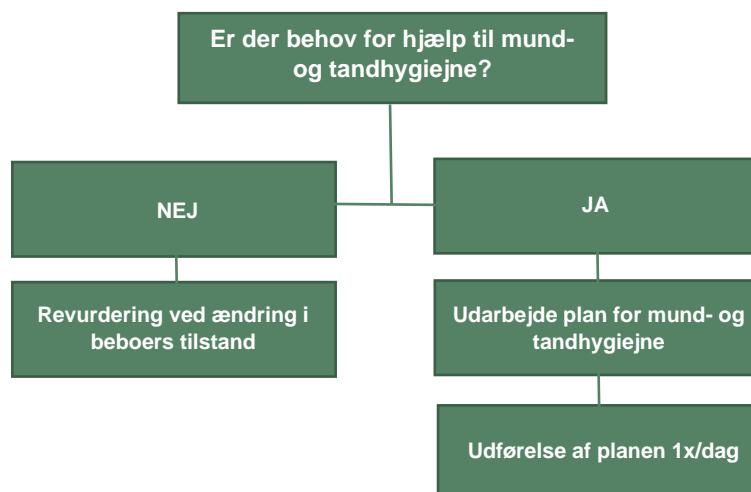 Er der behov for hjælp til mund-
og tandhygiejne?
NEJ
JA
Revurdering ved ændring i
beboers tilstand
Udarbejde plan for mund- og
tandhygiejne
Udførelse af planen 1x/dag